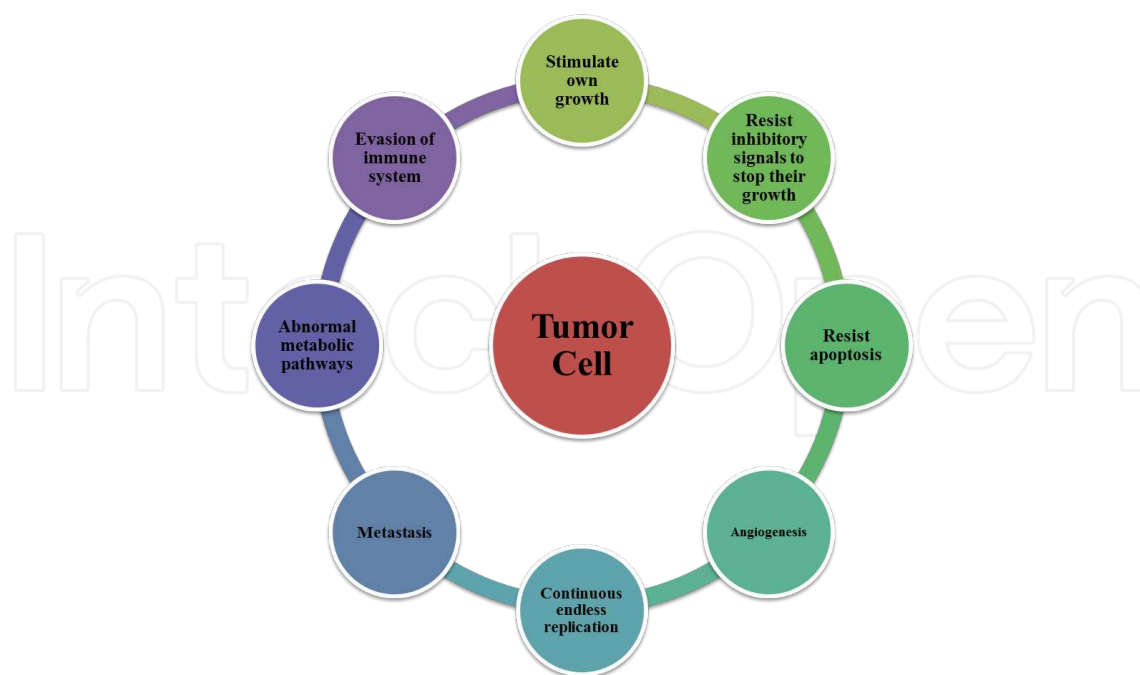 Stimulate
own
growth
Resist
inhibitory
signals to
stop their
growth
Resist
apoptosis
Angiogenesis
Continuous
endless
replication
Metastasis
Abnormal
metabolic
pathways
Evasion of
immune
system
Tumor
Cell
IntechOpen